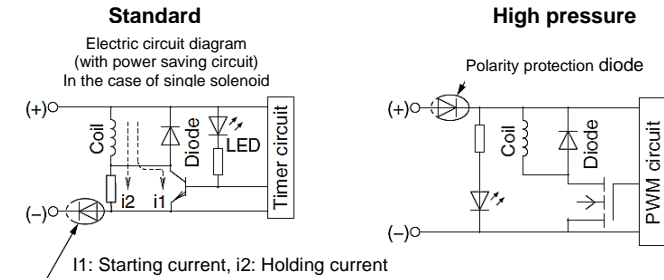 Standard
Electric circuit diagram
(with power saving circuit)
In the case of single solenoid
(+)
Coil
Diode
LED
Timer circuit
i2
i1
(–)
I1: Starting current, i2: Holding current
High pressure
Polarity protection diode
(+)
Coil
Diode
PWM circuit
(–)